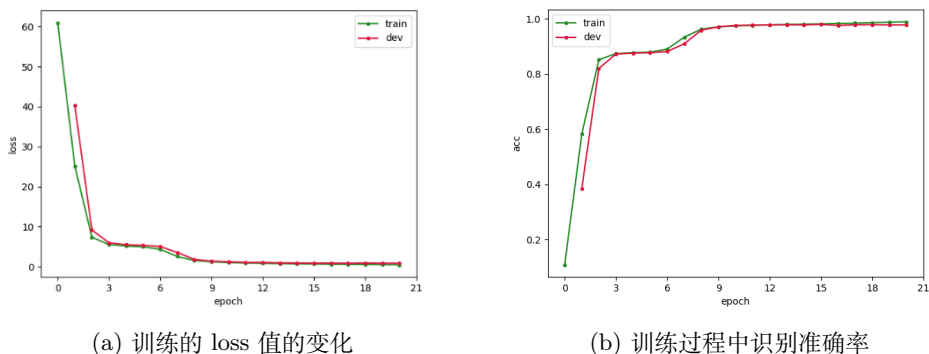 train
dev
60
50
40
30
20
10
0
loss
0 3 6 9 12 15 18 21
epoch
(a) 训练的 loss 值的变化
train
dev
1.0
0.8
0.6
0.4
0.2
acc
0 3 6 9 12 15 18 21
epoch
(b) 训练过程中识别准确率